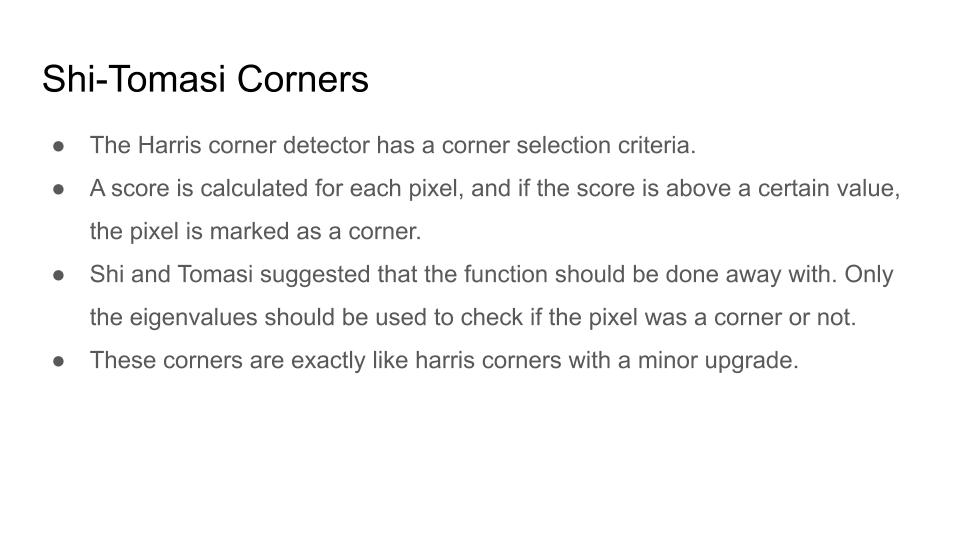 Shi-Tomasi Corners
● The Harris corner detector has a corner selection criteria.
● A score is calculated for each pixel, and if the score is above a certain value,
the pixel is marked as a corner.
● Shi and Tomasi suggested that the function should be done away with. Only
the eigenvalues should be used to check if the pixel was a corner or not.
● These corners are exactly like harris corners with a minor upgrade.